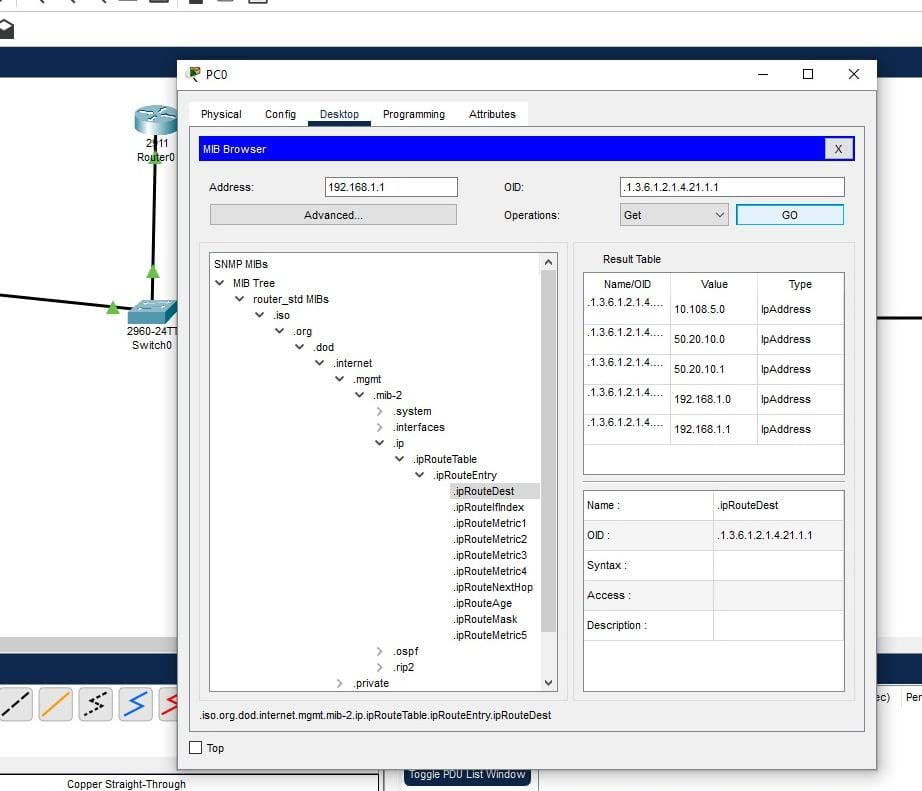 PC0
Physical Config Desktop Programming Attributes
MIB Browser X
Address: 192.168.1.1 OID: .1.3.6.1.2.1.4.21.1.1
Advanced... Operations: Get GO
SNMP MIBs
MIB Tree
router_std MIBs
.iso
.org
.dod
.internet
.mgmt
.mib-2
.system
.interfaces
.ip
.ipRouteTable
.ipRouteEntry
.ipRouteDest
.ipRouteIfIndex
.ipRouteMetric1
.ipRouteMetric2
.ipRouteMetric3
.ipRouteMetric4
.ipRouteNextHop
.ipRouteAge
.ipRouteMask
.ipRouteMetric5
.ospf
.rip2
.private
Result Table
Name/OID Value Type
.1.3.6.1.2.1.4.... 10.108.5.0 IpAddress
.1.3.6.1.2.1.4.... 50.20.10.0 IpAddress
.1.3.6.1.2.1.4.... 50.20.10.1 IpAddress
.1.3.6.1.2.1.4.... 192.168.1.0 IpAddress
.1.3.6.1.2.1.4.... 192.168.1.1 IpAddress
Name : .ipRouteDest
OID : .1.3.6.1.2.1.4.21.1.1
Syntax :
Access :
Description :
.iso.org.dod.internet.mgmt.mib-2.ip.ipRouteTable.ipRouteEntry.ipRouteDest
Top
2911
Router0
2960-24TT
Switch0
Copper Straight-Through
Toggle PDU List Window